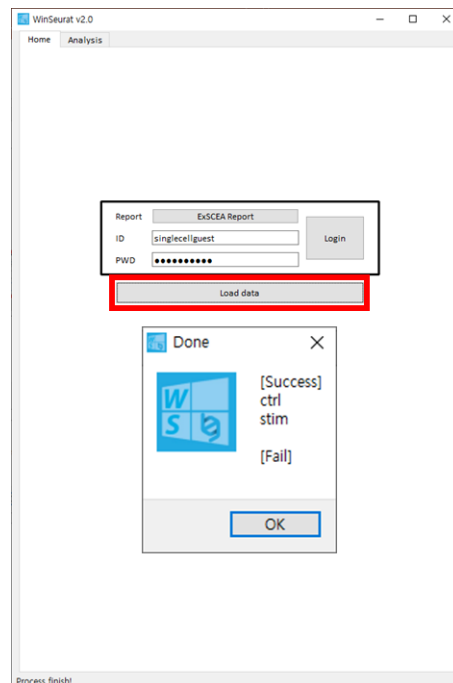 WinSeurat v2.0
Home Analysis
Report ExSCEA Report
ID singlecellguest Login
PWD ●●●●●●●●●●
Load data
Done
W
S
[Success]
ctrl
stim
[Fail]
OK
Process finish!